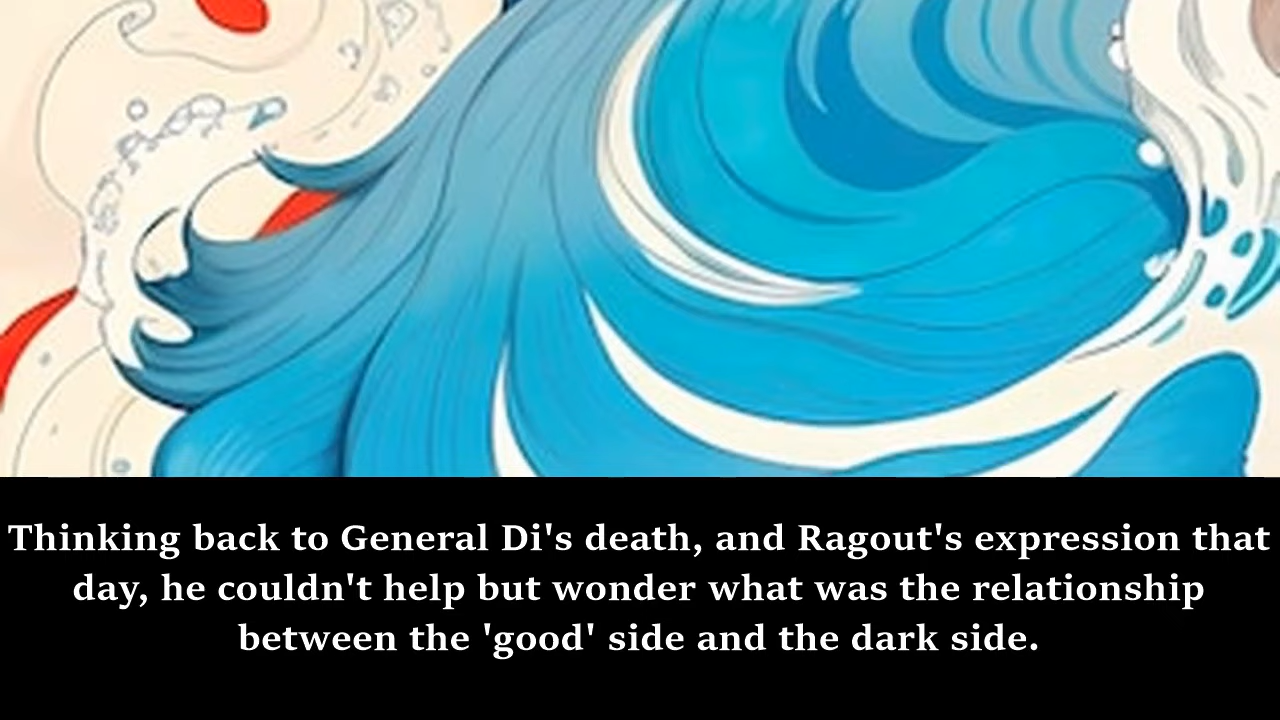 Thinking back to General Di's death, and Ragout's expression that
day, he couldn't help but wonder what was the relationship
between the 'good' side and the dark side.